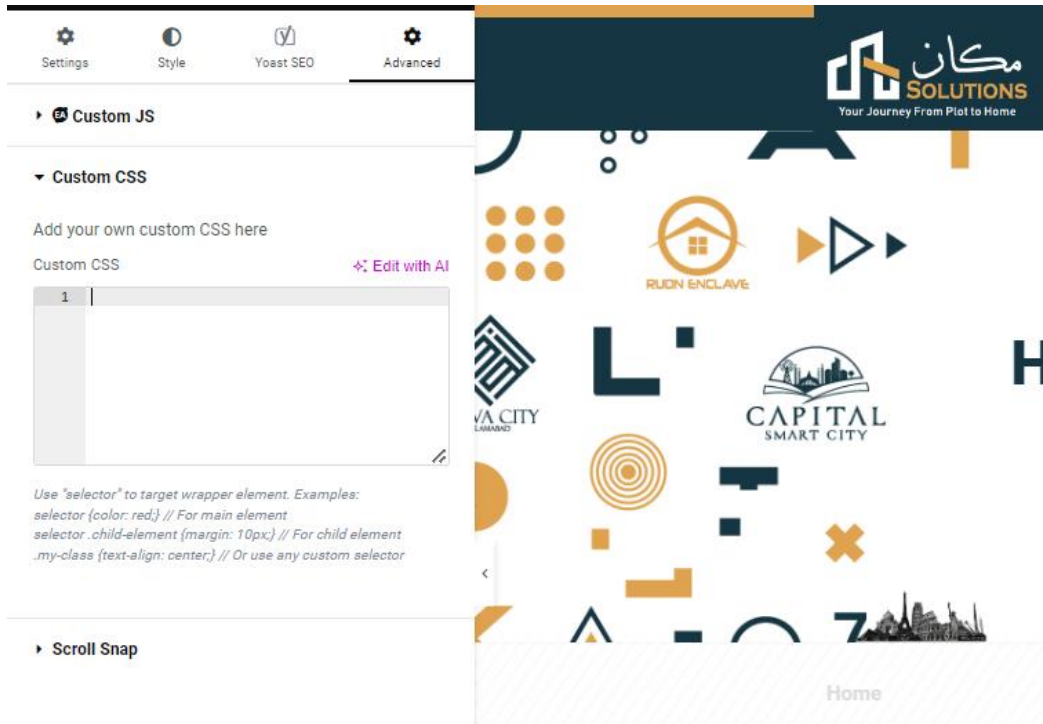 Settings
Style
Yoast SEO
Advanced
EA Custom JS
Custom CSS
Add your own custom CSS here
Custom CSS
Edit with AI
1
Use "selector" to target wrapper element. Examples:
selector {color: red;} // For main element
selector .child-element {margin: 10px;} // For child element
.my-class {text-align: center;} // Or use any custom selector
Scroll Snap
مكان
SOLUTIONS
Your Journey From Plot to Home
RUDN ENCLAVE
VA CITY
CAPITAL
SMART CITY
H
Home